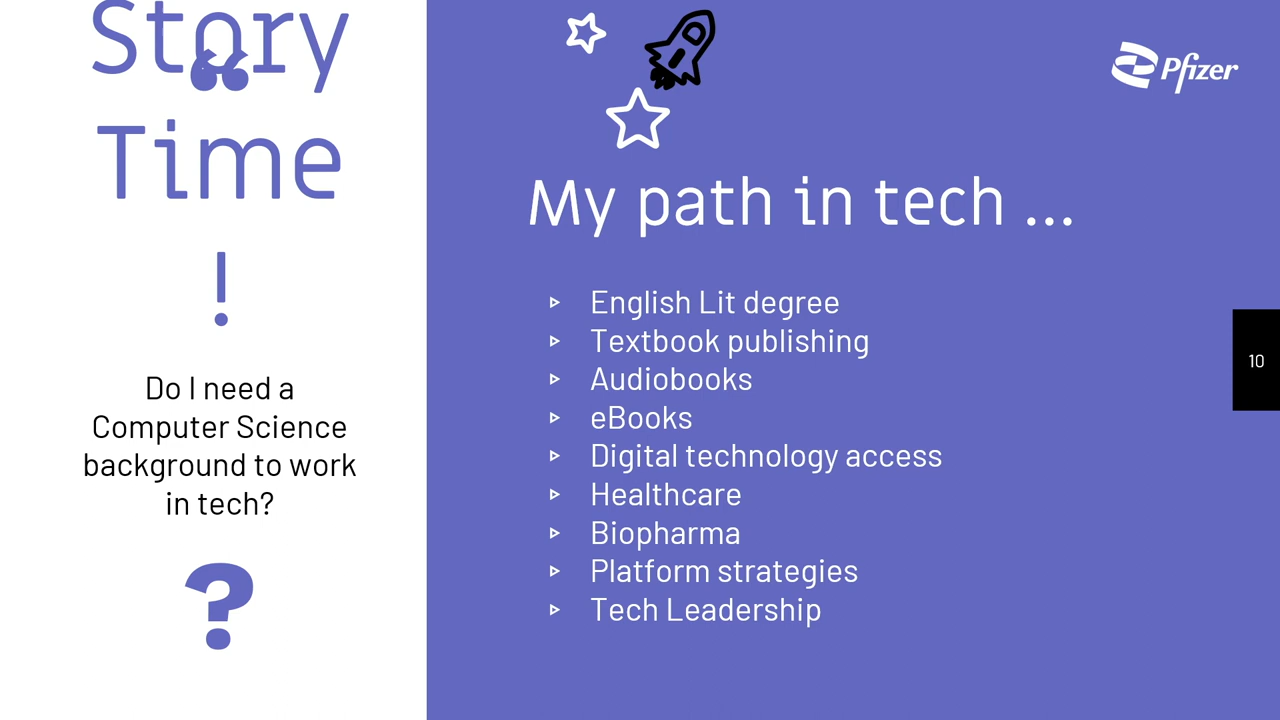 Story
“
Time
!
Do I need a
Computer Science
background to work
in tech?
?
Pfizer
My path in tech ...
▹ English Lit degree
▹ Textbook publishing
▹ Audiobooks
▹ eBooks
▹ Digital technology access
▹ Healthcare
▹ Biopharma
▹ Platform strategies
▹ Tech Leadership
10